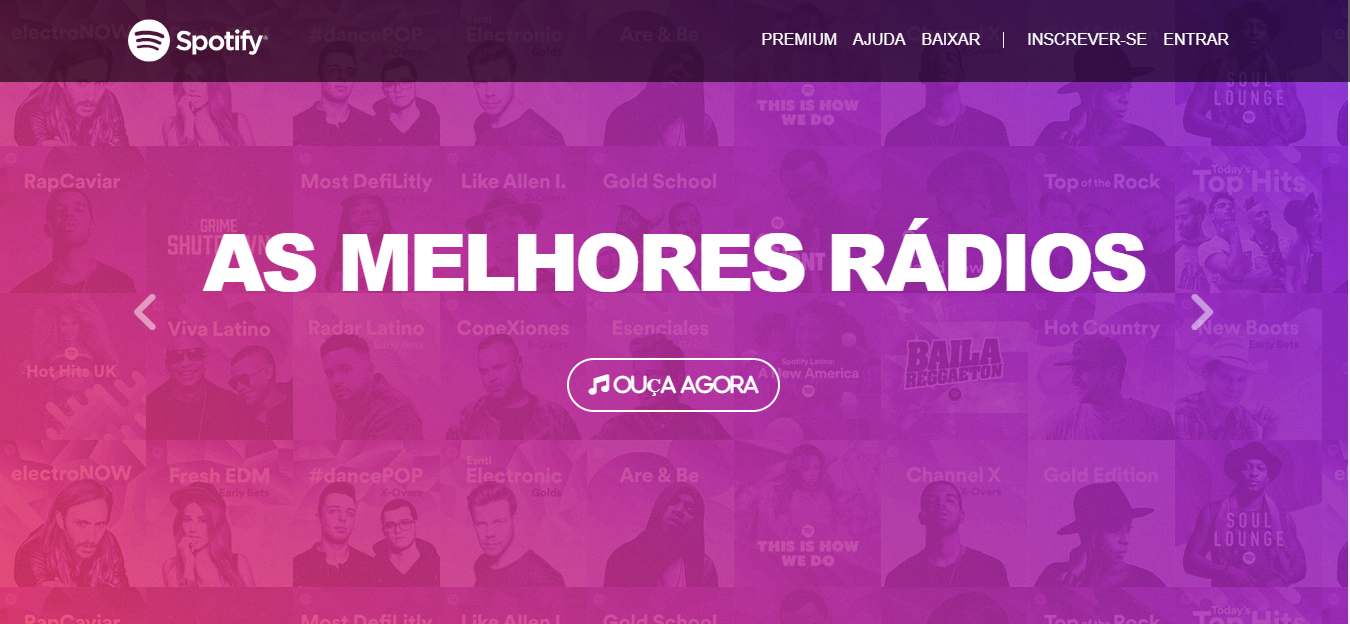 Spotify®
PREMIUM AJUDA BAIXAR | INSCREVER-SE ENTRAR
electroNOW
#dancePOP
Esntl
Electronic
Golds
Are & Be
THIS IS HOW
WE DO
SOUL
LOUNGE
RapCaviar
GRIME
SHUTDOWN
Most DefiLitly
Like Allen I.
X-Overs
Gold School
Top of the Rock
Today's
Top Hits
AS MELHORES RÁDIOS
Hot Hits UK
Viva Latino
Radar Latino
Early Bets
ConeXiones
X-Overs
Esenciales
Spotify Latino:
A New America
BAILA
REGGAETON
Hot Country
New Boots
Early Bets
OUÇA AGORA
electroNOW
Fresh EDM
Early Bets
#dancePOP
X-Overs
Esntl
Electronic
Golds
Are & Be
THIS IS HOW
WE DO
Channel X
X-Overs
Gold Edition
SOUL
LOUNGE
RapCaviar
Most DefiLitly
Like Allen I.
Gold School
Top of the Rock
Today's
Top Hits